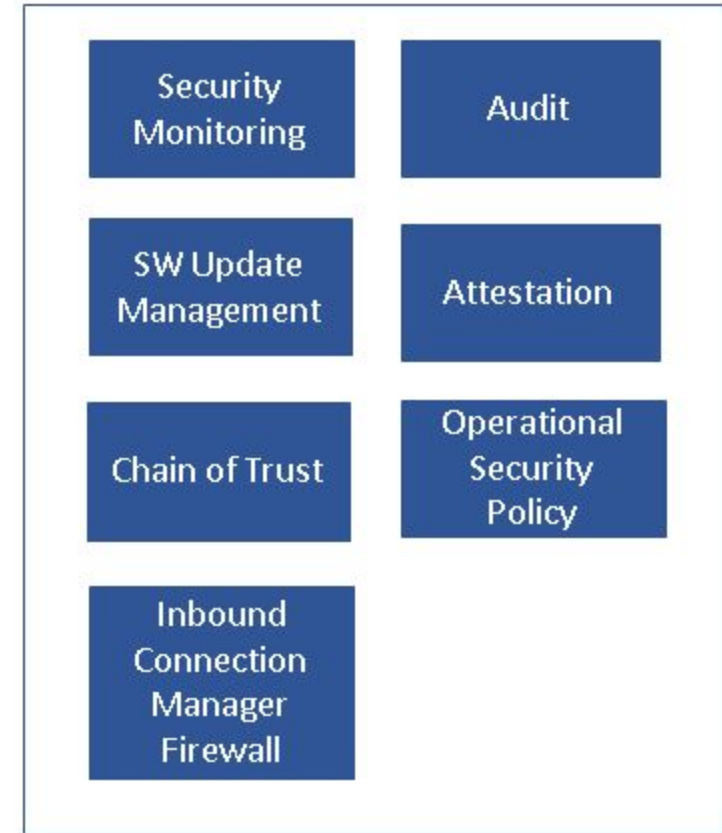 Security
Monitoring
Audit
SW Update
Management
Attestation
Chain of Trust
Operational
Security
Policy
Inbound
Connection
Manager
Firewall